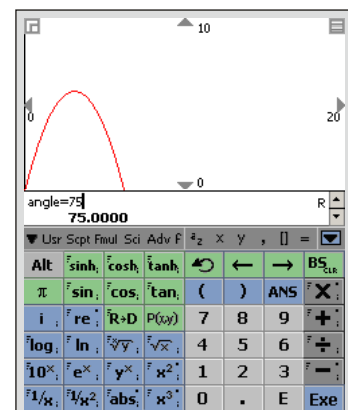 10
0 20
0
angle=75 R
75.0000
Usr Scpt Fmul Sci Adv F az x y , [] =
Alt sinh cosh tanh ← → BS CLR
π sin cos tan ( ) ANS ×
i re R→D P(x,y) 7 8 9 +
log ln ˣ√y √x 4 5 6 ÷
10ˣ eˣ yˣ x² 1 2 3 −
1/x 1/x² abs x³ 0 . E Exe